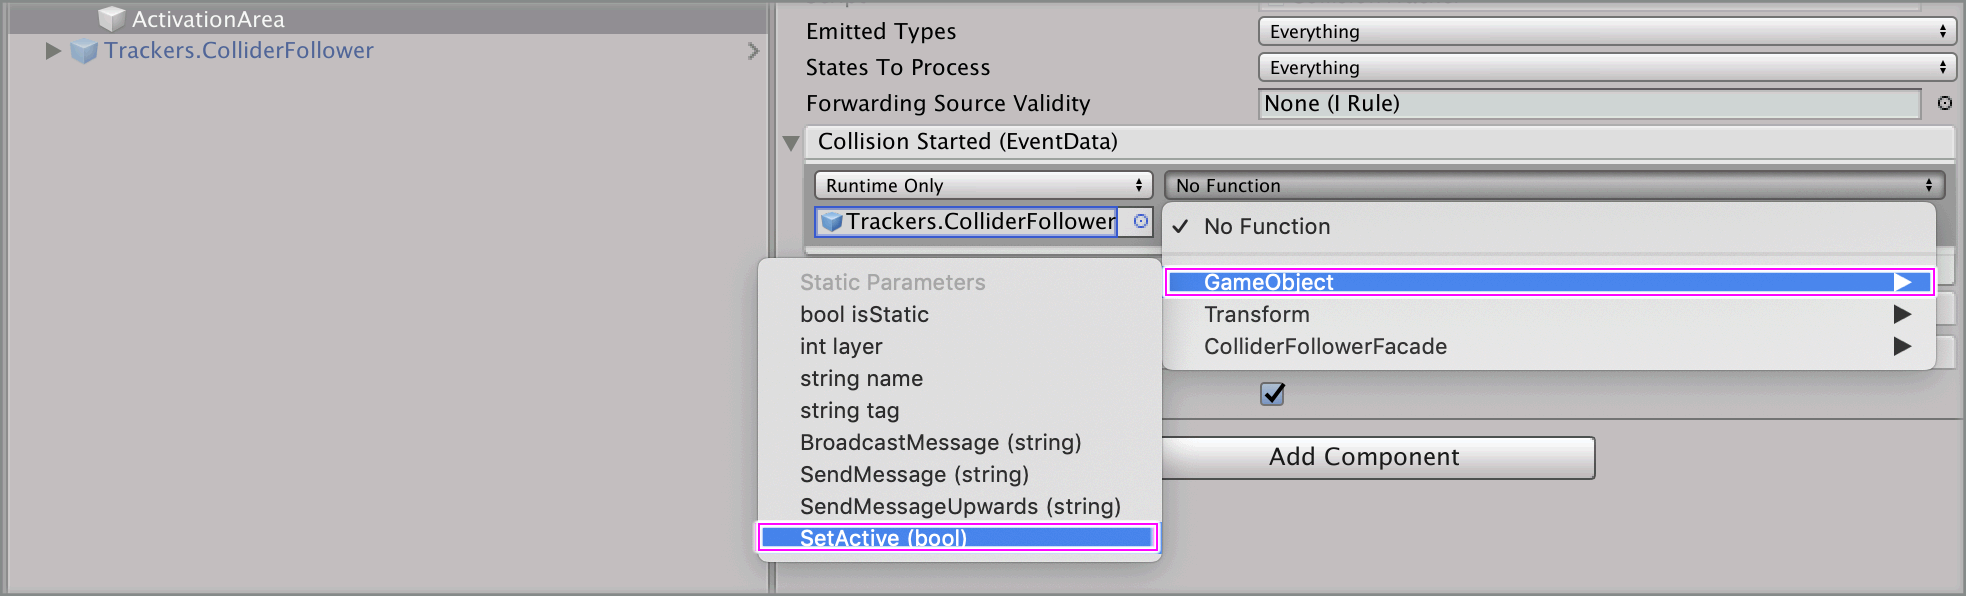 ActivationArea
Trackers.ColliderFollower
Emitted Types
Everything
States To Process
Everything
Forwarding Source Validity
None (I Rule)
Collision Started (EventData)
Runtime Only
No Function
Trackers.ColliderFollower
No Function
GameObject
Transform
ColliderFollowerFacade
Static Parameters
bool isStatic
int layer
string name
string tag
BroadcastMessage (string)
SendMessage (string)
SendMessageUpwards (string)
SetActive (bool)
Add Component